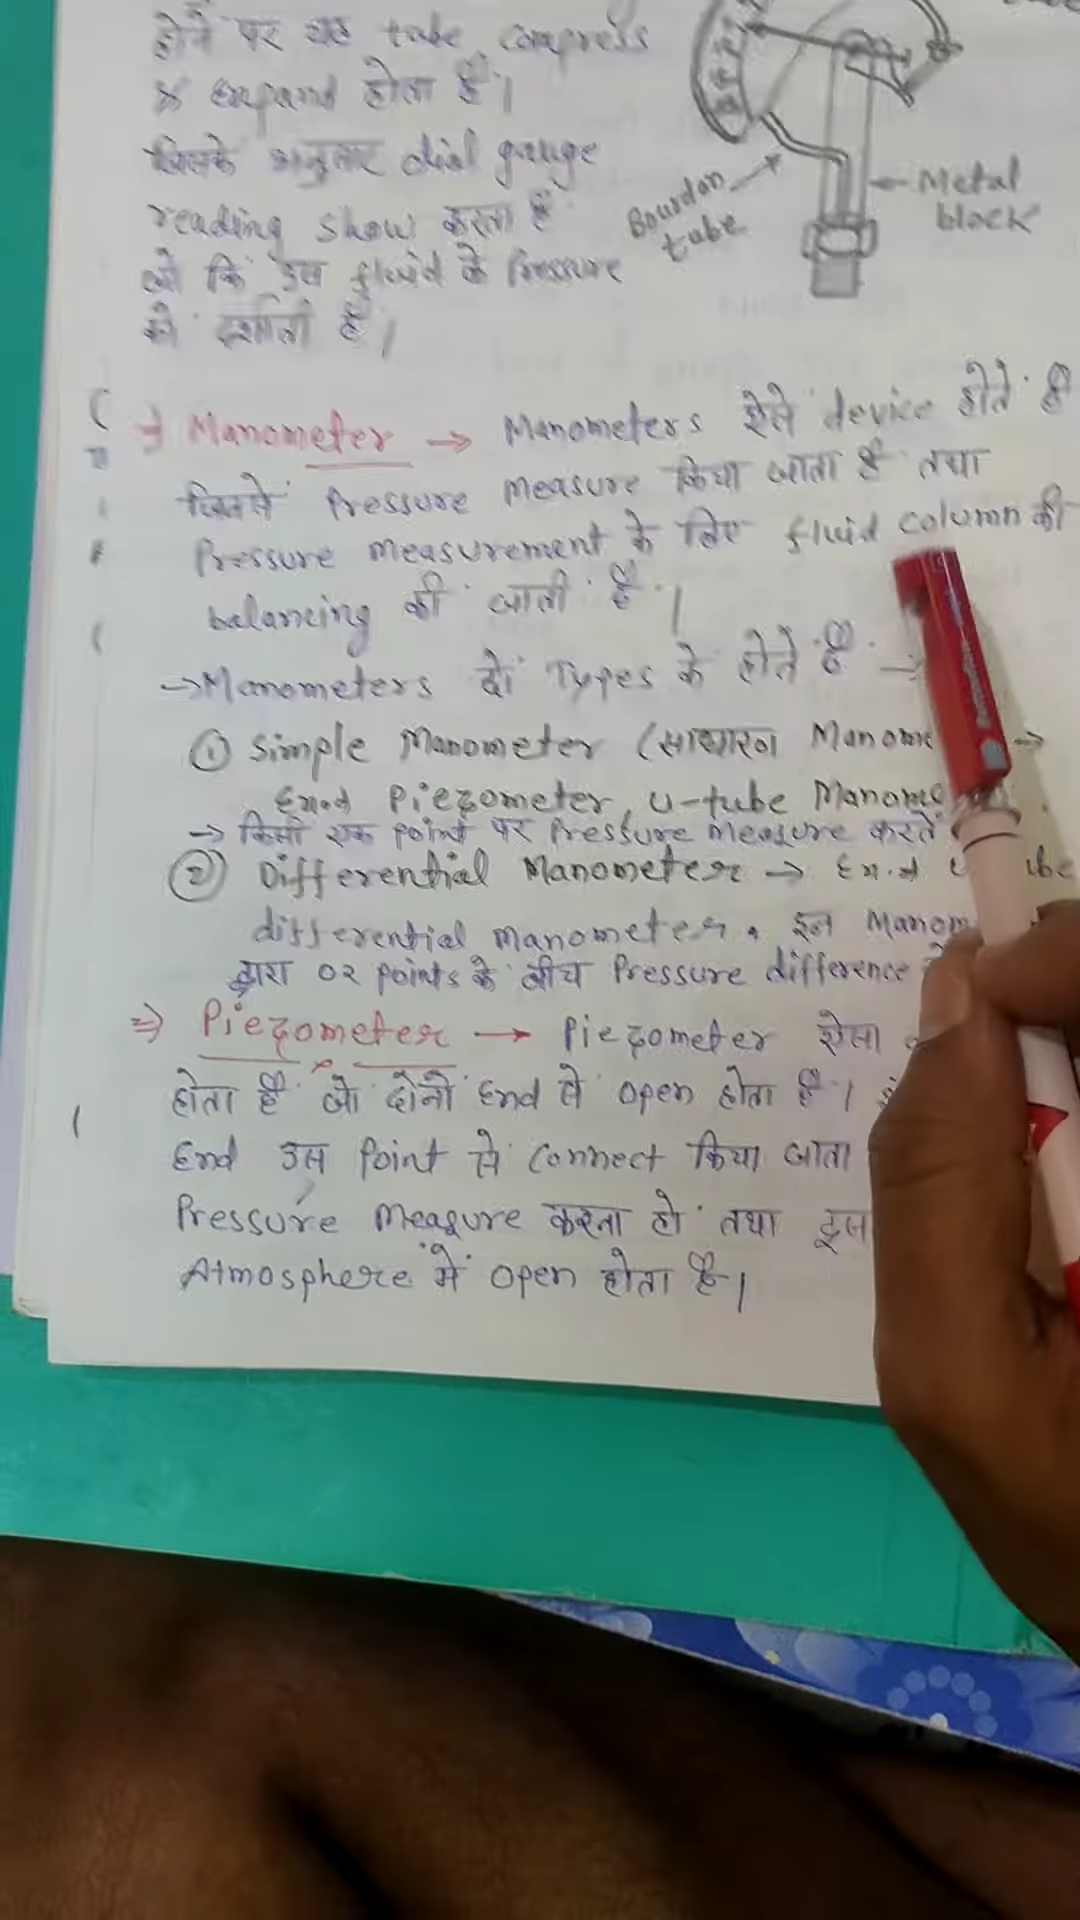 होने पर यह tube compress
व expand होता है।
जिसके अनुसार dial gauge
reading show करता है
जो कि उस fluid के Pressure
को दर्शाती है।
Bourdon tube
Metal block
Manometer → Manometers ऐसे device होते है
जिससे Pressure measure किया जाता है तथा
Pressure measurement के लिए fluid column की
balancing की जाती है।
→ Manometers दो Types के होते है →
① Simple Manometer (साधारण Manome →
Ex.→ Piezometer, U-tube Manome
→ किसी एक point पर Pressure measure करते
② Differential Manometer → Ex.→ U be
differential manometer. इन Manom
द्वारा 02 points के बीच Pressure difference
⇒ Piezometer → Piezometer ऐसा
होता है जो दोनो End से open होता है।
End उस Point से Connect किया जाता
Pressure measure करना हो तथा दूस
Atmosphere में open होता है।